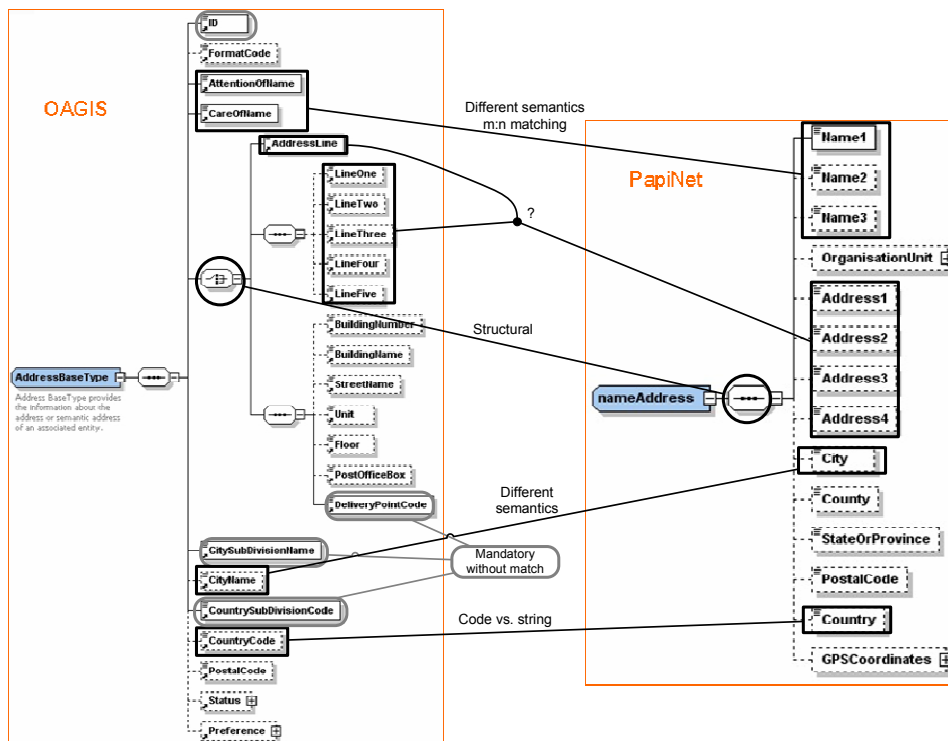 OAGIS
ID
FormatCode
AttentionOfName
CareOfName
AddressLine
LineOne
LineTwo
LineThree
LineFour
LineFive
BuildingNumber
BuildingName
StreetName
Unit
Floor
PostOfficeBox
DeliveryPointCode
AddressBaseType
Address BaseType provides
the information about the
address or semantic address
of an associated entity.
CitySubDivisionName
CityName
CountrySubDivisionCode
CountryCode
PostalCode
Status
Preference
Different semantics
m:n matching
?
Structural
Different
semantics
Mandatory
without match
Code vs. string
PapiNet
nameAddress
Name1
Name2
Name3
OrganisationUnit
Address1
Address2
Address3
Address4
City
County
StateOrProvince
PostalCode
Country
GPSCoordinates